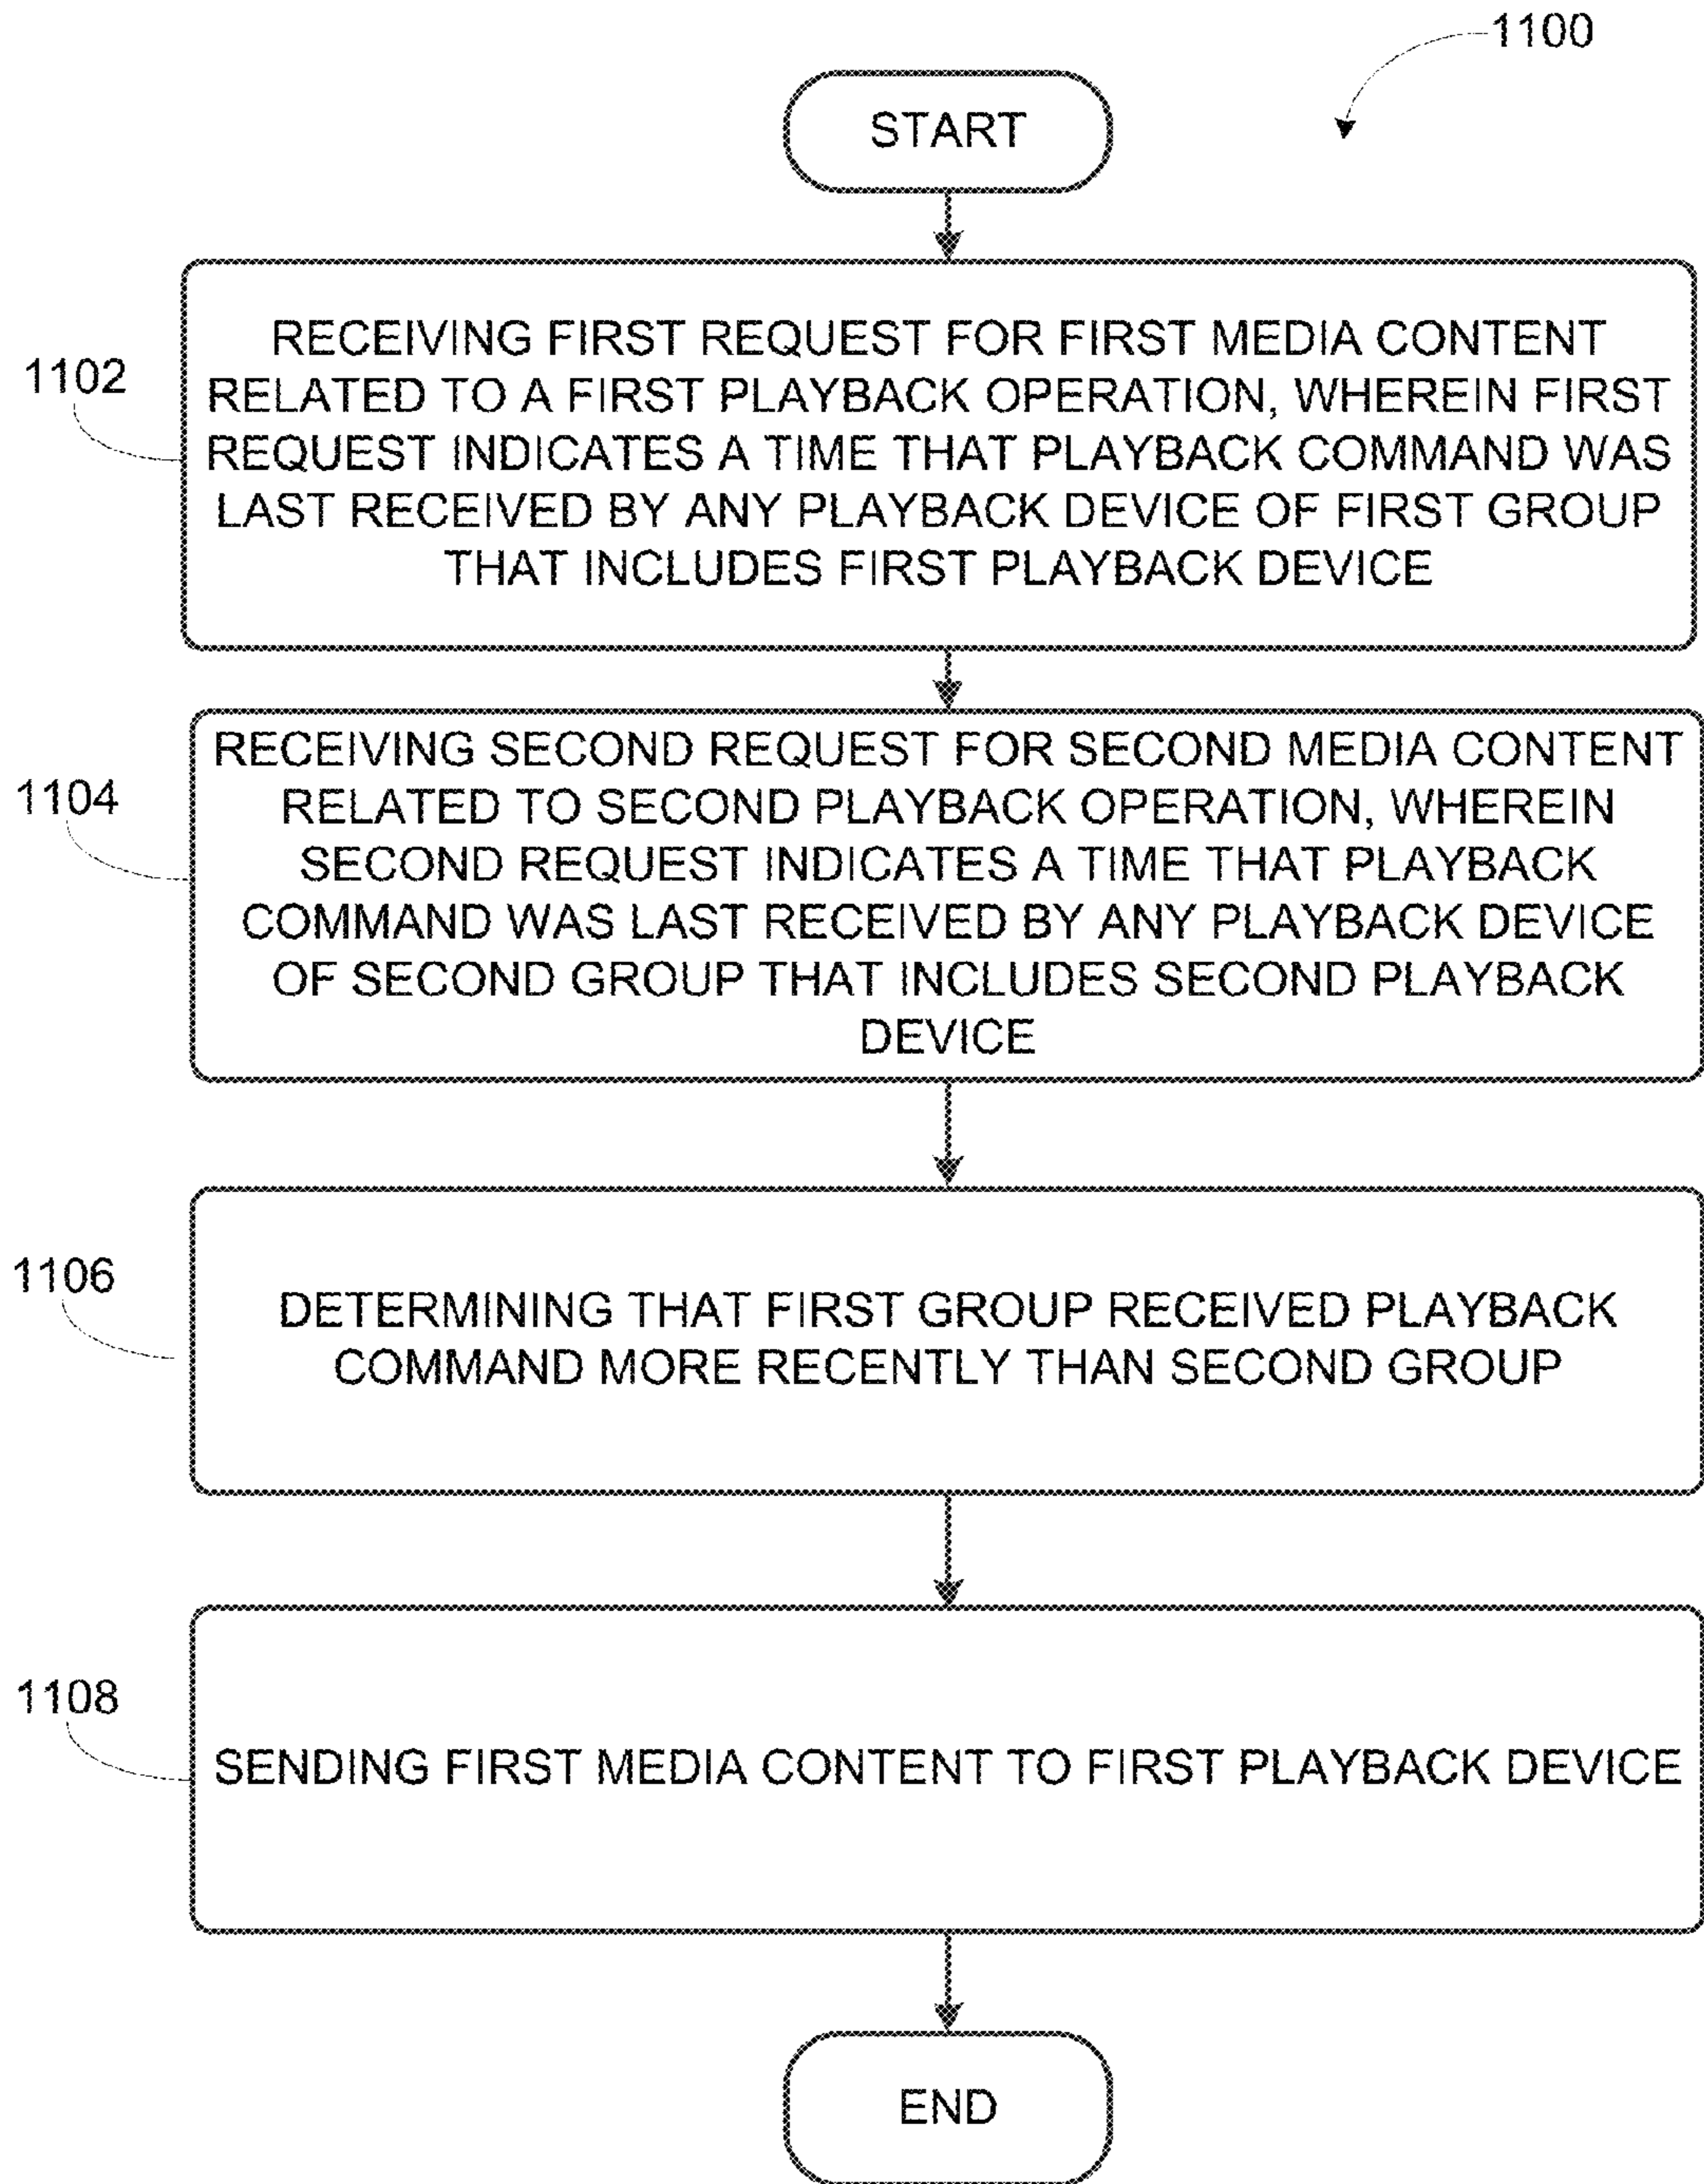 1100
START
1102
RECEIVING FIRST REQUEST FOR FIRST MEDIA CONTENT
RELATED TO A FIRST PLAYBACK OPERATION, WHEREIN FIRST
REQUEST INDICATES A TIME THAT PLAYBACK COMMAND WAS
LAST RECEIVED BY ANY PLAYBACK DEVICE OF FIRST GROUP
THAT INCLUDES FIRST PLAYBACK DEVICE
1104
RECEIVING SECOND REQUEST FOR SECOND MEDIA CONTENT
RELATED TO SECOND PLAYBACK OPERATION, WHEREIN
SECOND REQUEST INDICATES A TIME THAT PLAYBACK
COMMAND WAS LAST RECEIVED BY ANY PLAYBACK DEVICE
OF SECOND GROUP THAT INCLUDES SECOND PLAYBACK
DEVICE
1106
DETERMINING THAT FIRST GROUP RECEIVED PLAYBACK
COMMAND MORE RECENTLY THAN SECOND GROUP
1108
SENDING FIRST MEDIA CONTENT TO FIRST PLAYBACK DEVICE
END